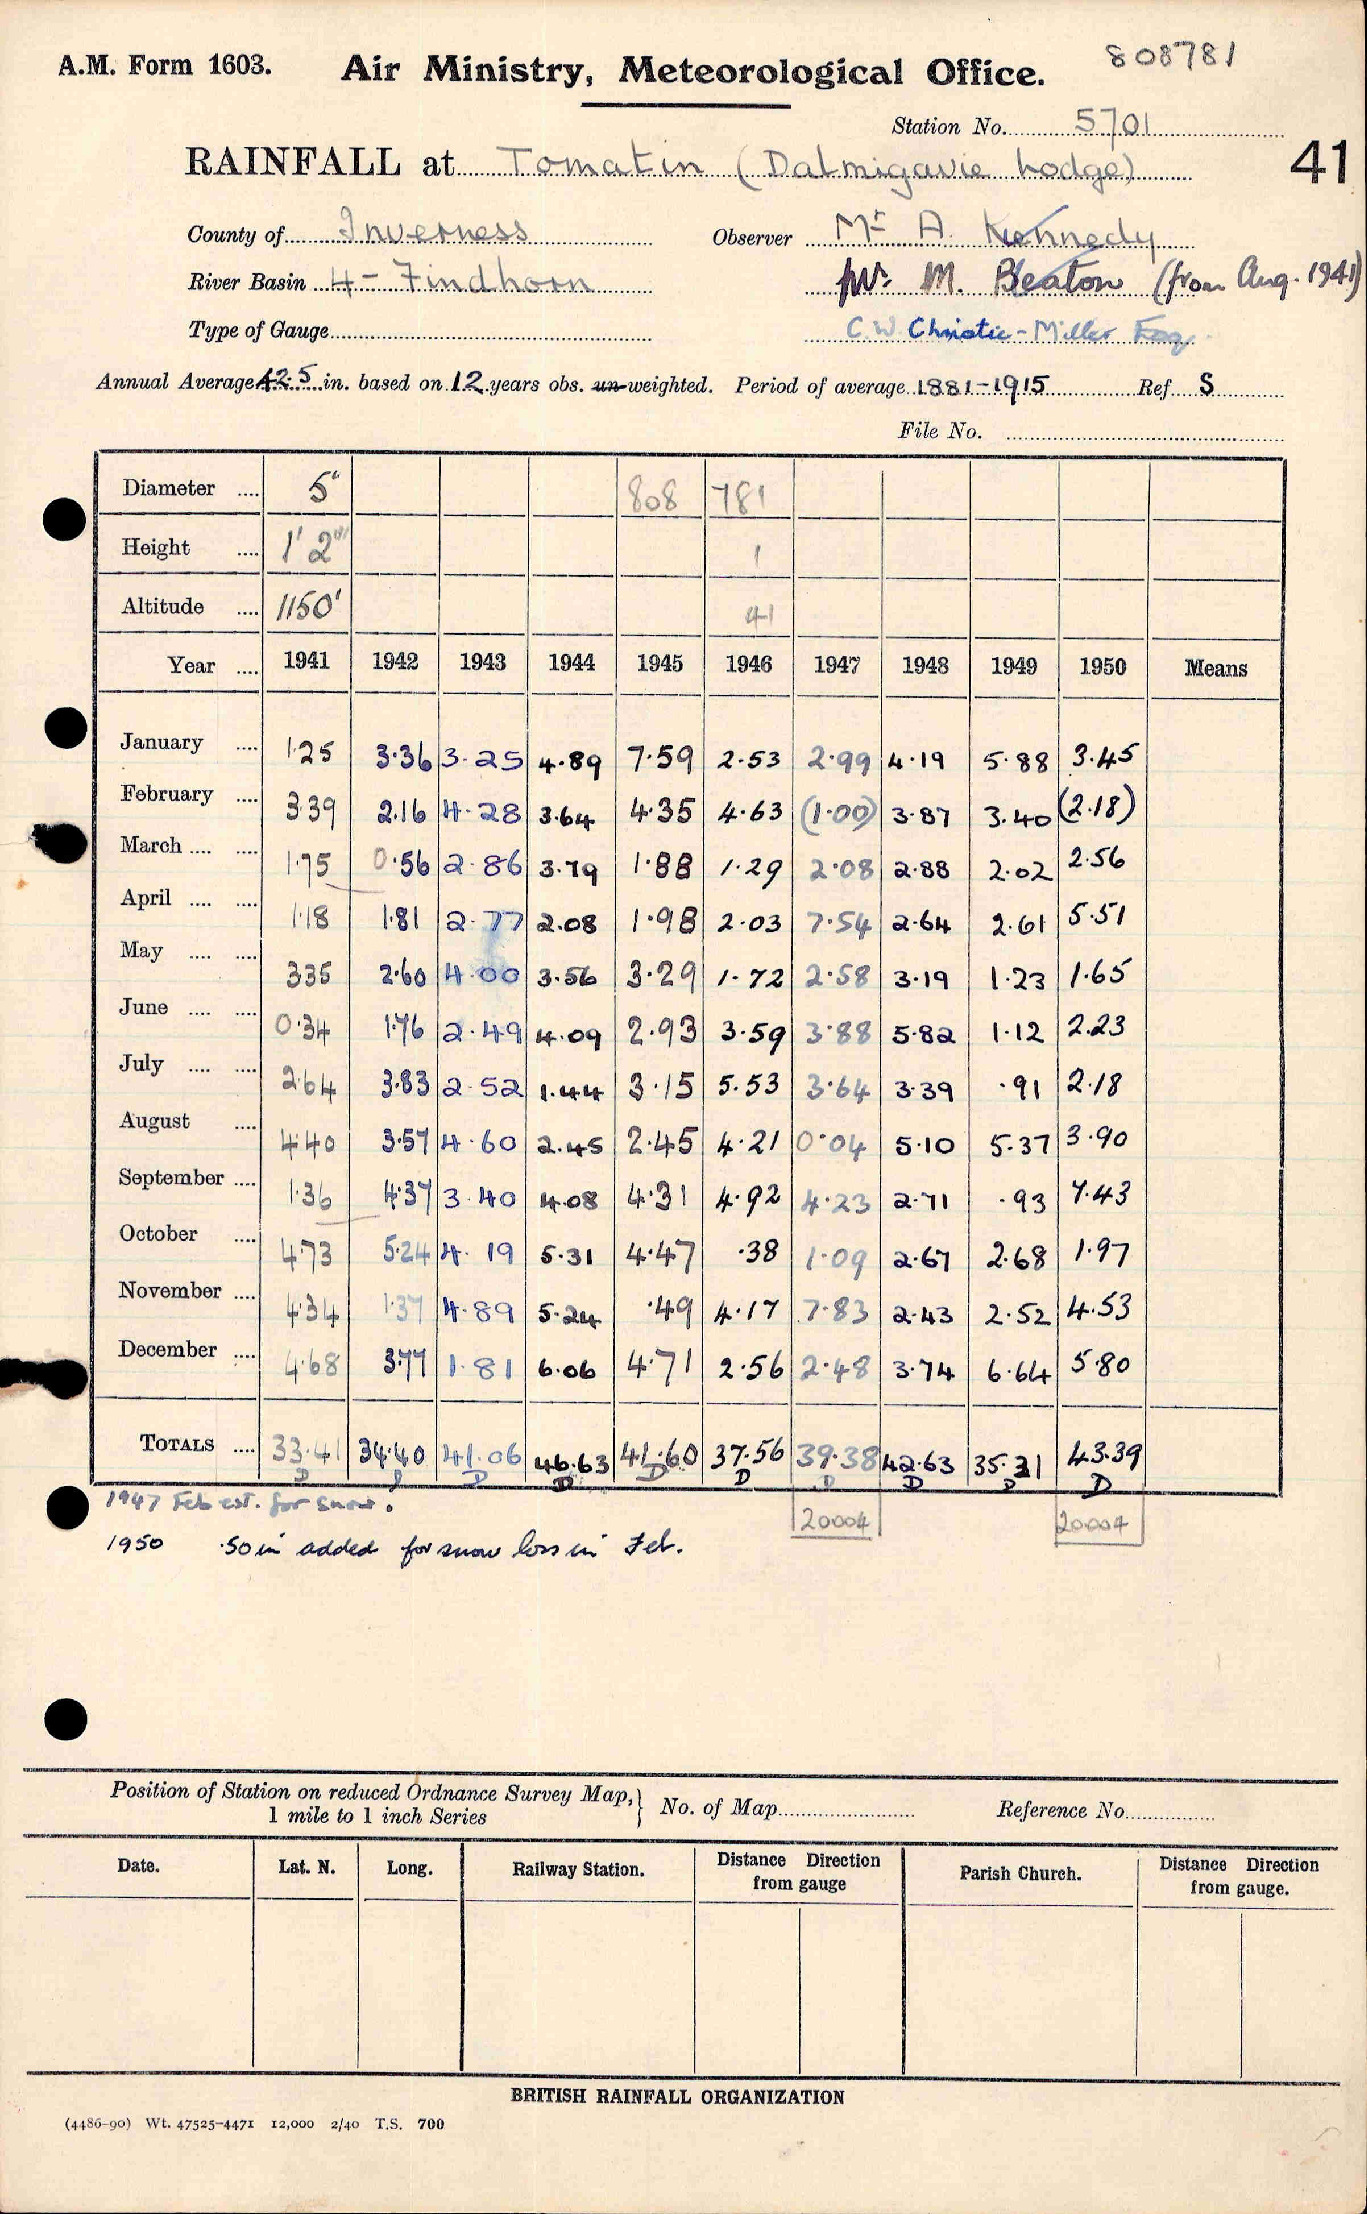 A.M. Form 1603. Air Ministry, Meteorological Office. 808781
Station No. 5701
RAINFALL at Tomatin (Dalmigavie Lodge) 41
County of Inverness Observer Mr A. Kennedy
River Basin 4 - Findhorn Mr. M. Beaton (from Aug. 1941)
Type of Gauge C.W. Christie-Miller Esq.
Annual Average 42.5 in. based on 12 years obs. un-weighted. Period of average 1881-1915 Ref. S
File No.
Diameter .... 5" 808 781
Height .... 1' 2" 1
Altitude .... 1150' 41
Year .... 1941 1942 1943 1944 1945 1946 1947 1948 1949 1950 Means
January .... 1.25 3.36 3.25 4.89 7.59 2.53 2.99 4.19 5.88 3.45
February .... 3.39 2.16 4.28 3.64 4.35 4.63 (1.00) 3.87 3.40 (2.18)
March .... .... 1.75 0.56 2.86 3.79 1.88 1.29 2.08 2.88 2.02 2.56
April .... .... 1.18 1.81 2.77 2.08 1.98 2.03 7.54 2.64 2.61 5.51
May .... .... 3.35 2.60 4.00 3.56 3.29 1.72 2.58 3.19 1.23 1.65
June .... .... 0.34 1.76 2.49 4.09 2.93 3.59 3.88 5.82 1.12 2.23
July .... .... 2.64 3.83 2.52 1.44 3.15 5.53 3.64 3.39 .91 2.18
August .... 4.40 3.57 4.60 2.45 2.45 4.21 0.04 5.10 5.37 3.90
September .... 1.36 4.37 3.40 4.08 4.31 4.92 4.23 2.71 .93 7.43
October .... 4.73 5.24 4.19 5.31 4.47 .38 1.09 2.67 2.68 1.97
November .... 4.34 1.37 4.89 5.24 .49 4.17 7.83 2.43 2.52 4.53
December .... 4.68 3.77 1.81 6.06 4.71 2.56 2.48 3.74 6.64 5.80
TOTALS .... 33.41 34.40 41.06 46.63 41.60 37.56 39.38 42.63 35.31 43.39
D D D D D D D D D
1947 Feb est. for snow. 20004 20004
1950 .50 in added for snow loss in Feb.
Position of Station on reduced Ordnance Survey Map, } No. of Map Reference No.
1 mile to 1 inch Series
Date. Lat. N. Long. Railway Station. Distance Direction from gauge Parish Church. Distance Direction from gauge.
BRITISH RAINFALL ORGANIZATION
(4486-90) Wt. 47525-4471 12,000 2/40 T.S. 700